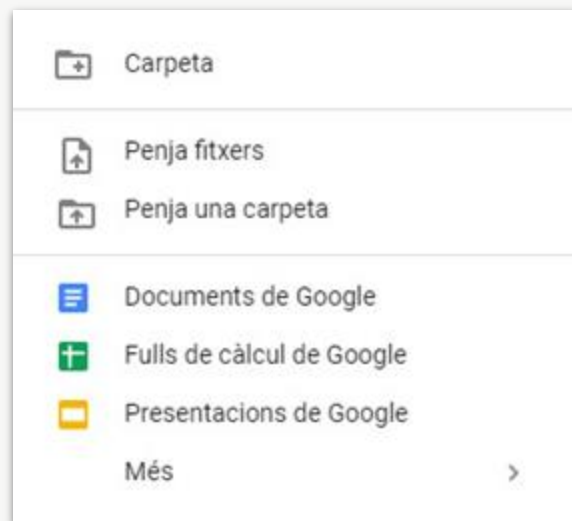 Carpeta
Penja fitxers
Penja una carpeta
Documents de Google
Fulls de càlcul de Google
Presentacions de Google
Més